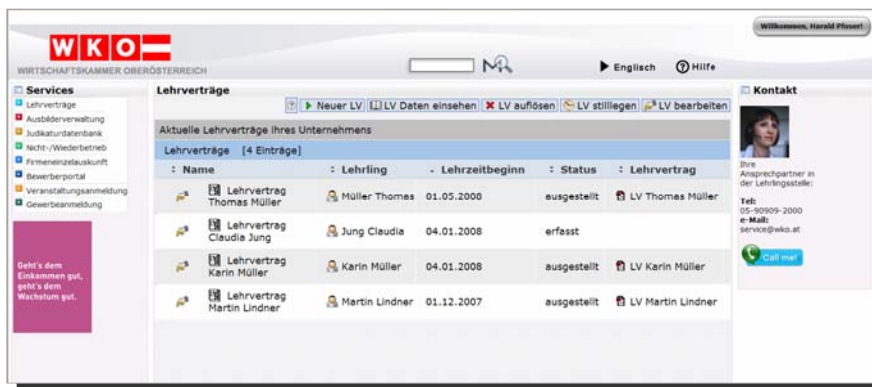 Willkommen, Harald Pfoser!
WKO
WIRTSCHAFTSKAMMER OBERÖSTERREICH
Englisch Hilfe
Services
Lehrverträge
Ausbilderverwaltung
Judikaturdatenbank
Nicht-/Wiederbetrieb
Firmeneinzelauskunft
Bewerberportal
Veranstaltungsanmeldung
Gewerbeanmeldung
Geht's dem
Einkommen gut,
geht's dem
Wachstum gut.
Lehrverträge
Neuer LV LV Daten einsehen LV auflösen LV stilllegen LV bearbeiten
Aktuelle Lehrverträge ihres Unternehmens
Lehrverträge [4 Einträge]
Name Lehrling Lehrzeitbeginn Status Lehrvertrag
Lehrvertrag
Thomas Müller Müller Thomas 01.05.2008 ausgestellt LV Thomas Müller
Lehrvertrag
Claudia Jung Jung Claudia 04.01.2008 erfasst
Lehrvertrag
Karin Müller Karin Müller 04.01.2008 ausgestellt LV Karin Müller
Lehrvertrag
Martin Lindner Martin Lindner 01.12.2007 ausgestellt LV Martin Lindner
Kontakt
Ihre
Ansprechpartner in
der Lehrlingsstelle:
Tel:
05-90909-2000
e-Mail:
service@wko.at
Call me!